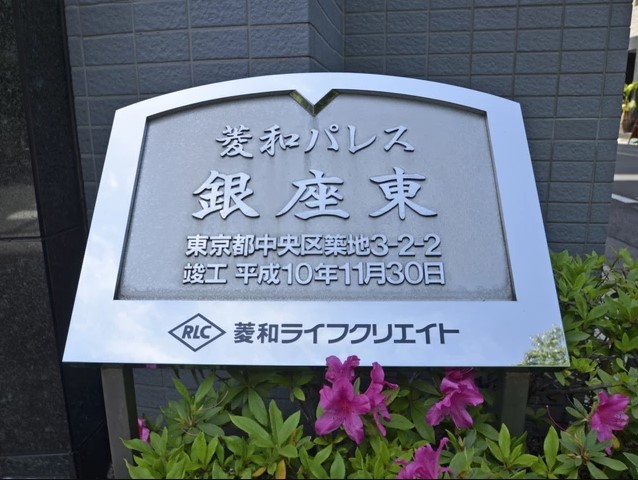 菱和パレス
銀座東
東京都中央区築地3-2-2
竣工 平成10年11月30日
RLC 菱和ライフクリエイト